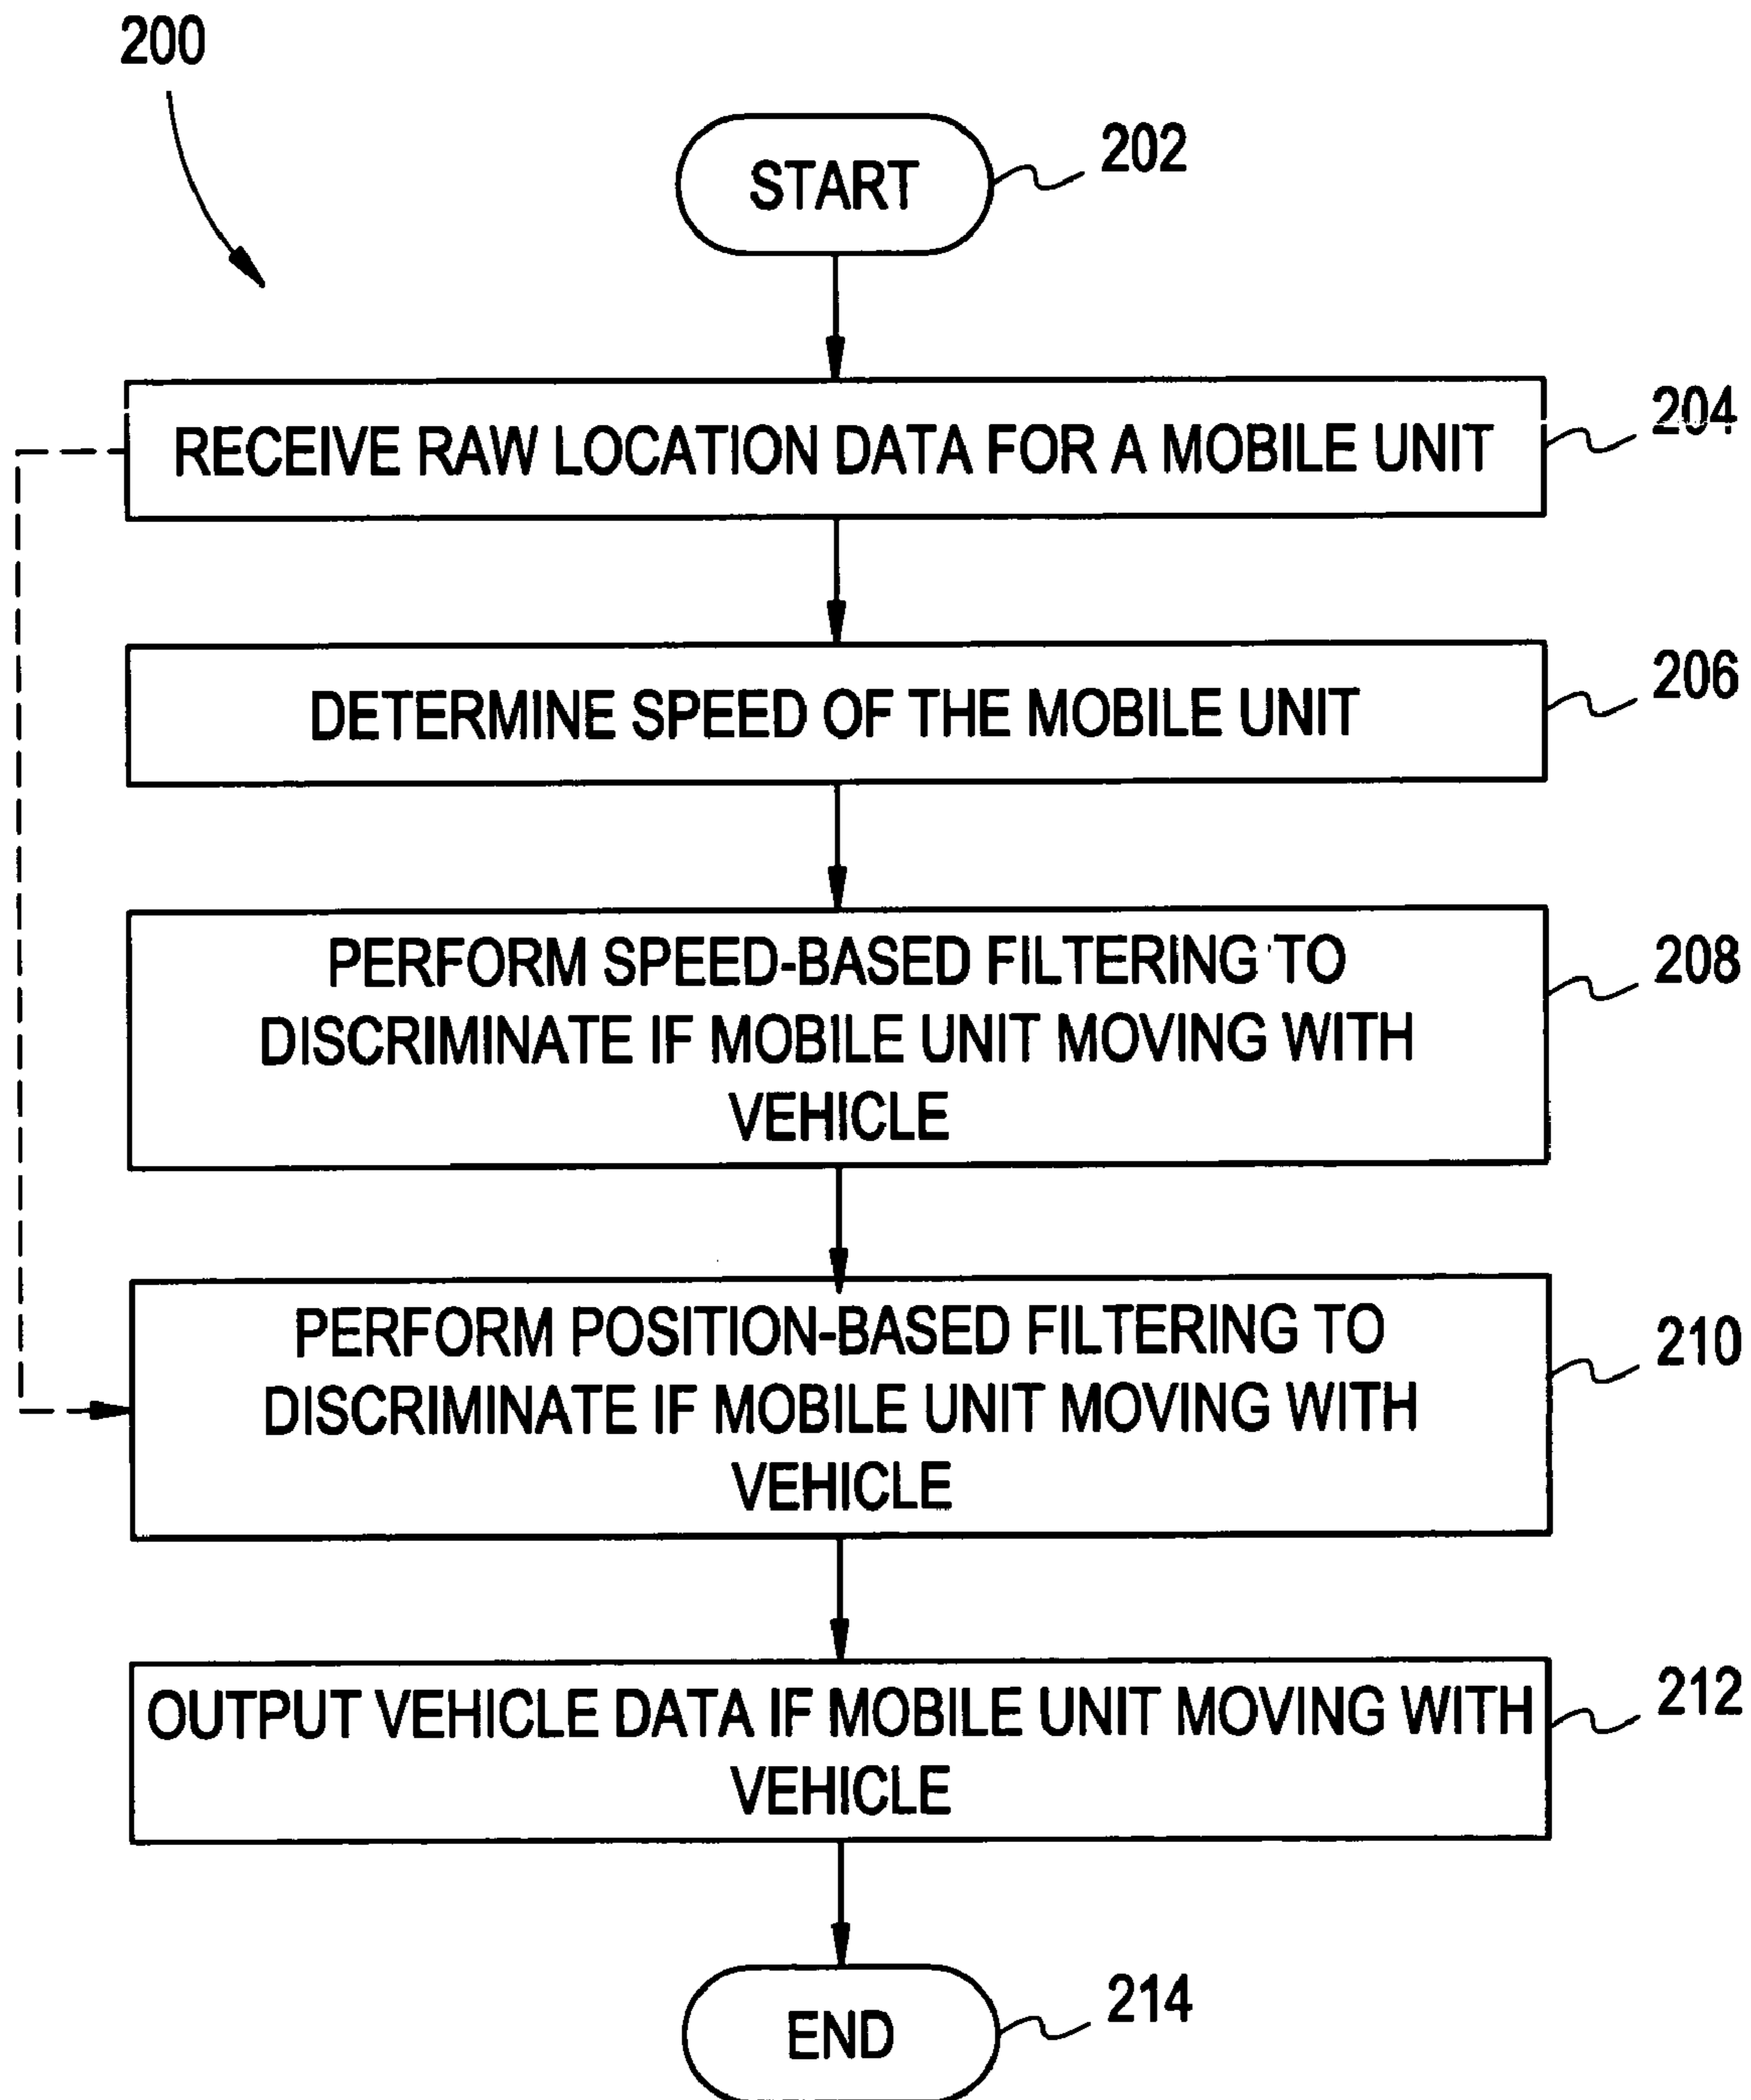 200
START
202
RECEIVE RAW LOCATION DATA FOR A MOBILE UNIT
204
DETERMINE SPEED OF THE MOBILE UNIT
206
PERFORM SPEED-BASED FILTERING TO
DISCRIMINATE IF MOBILE UNIT MOVING WITH
VEHICLE
208
PERFORM POSITION-BASED FILTERING TO
DISCRIMINATE IF MOBILE UNIT MOVING WITH
VEHICLE
210
OUTPUT VEHICLE DATA IF MOBILE UNIT MOVING WITH
VEHICLE
212
END
214